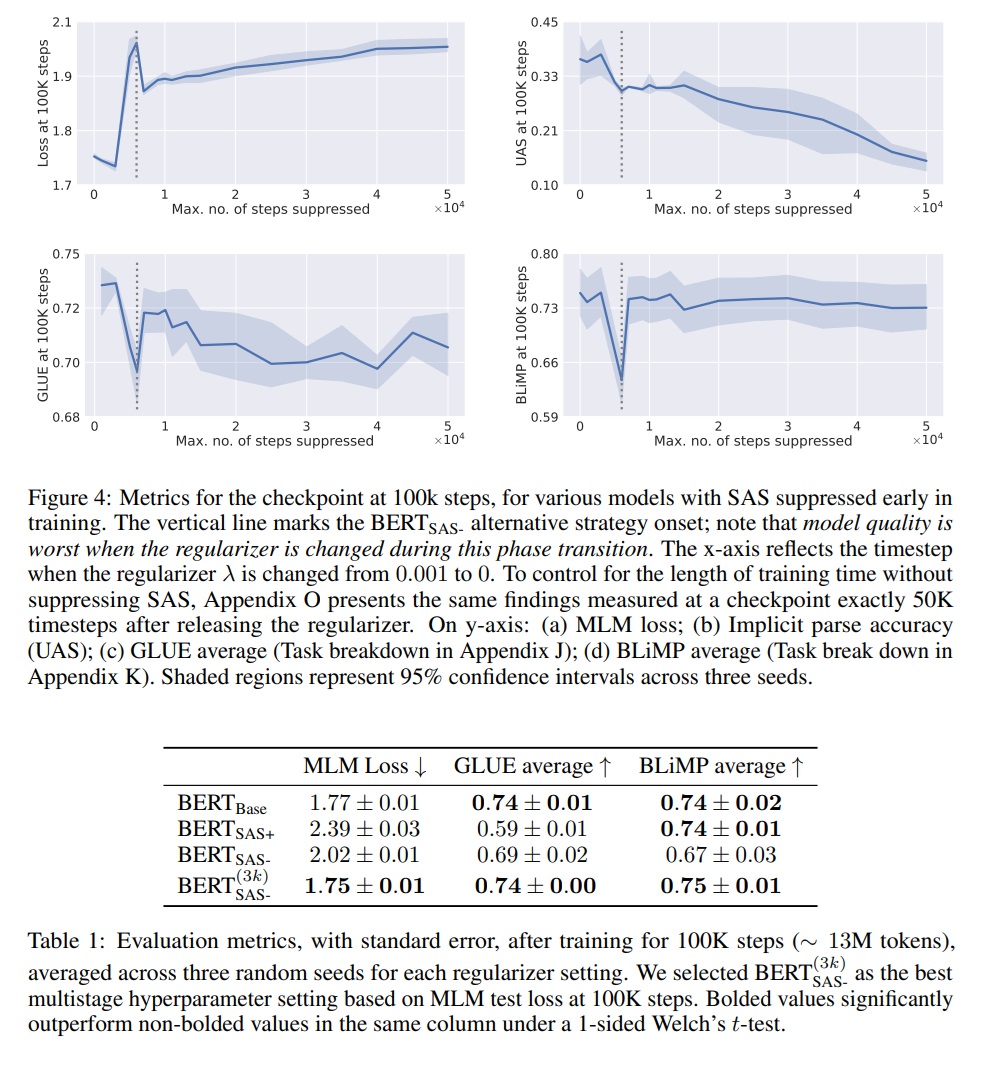 2.1
1.9
1.8
1.7
Loss at 100K steps
0 1 2 3 4 5
×10⁴
Max. no. of steps suppressed
0.45
0.33
0.21
0.10
UAS at 100K steps
0 1 2 3 4 5
×10⁴
Max. no. of steps suppressed
0.75
0.72
0.70
0.68
GLUE at 100K steps
0 1 2 3 4 5
×10⁴
Max. no. of steps suppressed
0.80
0.73
0.66
0.59
BLiMP at 100K steps
0 1 2 3 4 5
×10⁴
Max. no. of steps suppressed
Figure 4: Metrics for the checkpoint at 100k steps, for various models with SAS suppressed early in
training. The vertical line marks the BERT_SAS- alternative strategy onset; note that model quality is
worst when the regularizer is changed during this phase transition. The x-axis reflects the timestep
when the regularizer λ is changed from 0.001 to 0. To control for the length of training time without
suppressing SAS, Appendix O presents the same findings measured at a checkpoint exactly 50K
timesteps after releasing the regularizer. On y-axis: (a) MLM loss; (b) Implicit parse accuracy
(UAS); (c) GLUE average (Task breakdown in Appendix J); (d) BLiMP average (Task break down in
Appendix K). Shaded regions represent 95% confidence intervals across three seeds.
MLM Loss ↓ GLUE average ↑ BLiMP average ↑
BERT_Base 1.77 ± 0.01 0.74 ± 0.01 0.74 ± 0.02
BERT_SAS+ 2.39 ± 0.03 0.59 ± 0.01 0.74 ± 0.01
BERT_SAS- 2.02 ± 0.01 0.69 ± 0.02 0.67 ± 0.03
BERT_SAS-^(3k) 1.75 ± 0.01 0.74 ± 0.00 0.75 ± 0.01
Table 1: Evaluation metrics, with standard error, after training for 100K steps (∼ 13M tokens),
averaged across three random seeds for each regularizer setting. We selected BERT_SAS-^(3k) as the best
multistage hyperparameter setting based on MLM test loss at 100K steps. Bolded values significantly
outperform non-bolded values in the same column under a 1-sided Welch's t-test.